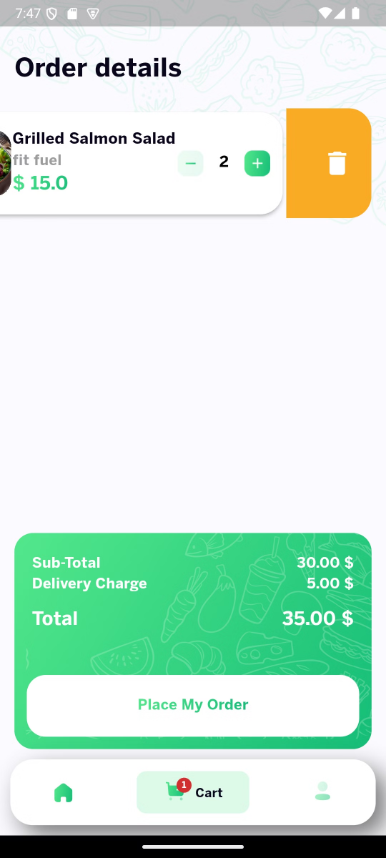 7:47
Order details
Grilled Salmon Salad
fit fuel
$ 15.0
− 2 +
Sub-Total 30.00 $
Delivery Charge 5.00 $
Total 35.00 $
Place My Order
1
Cart